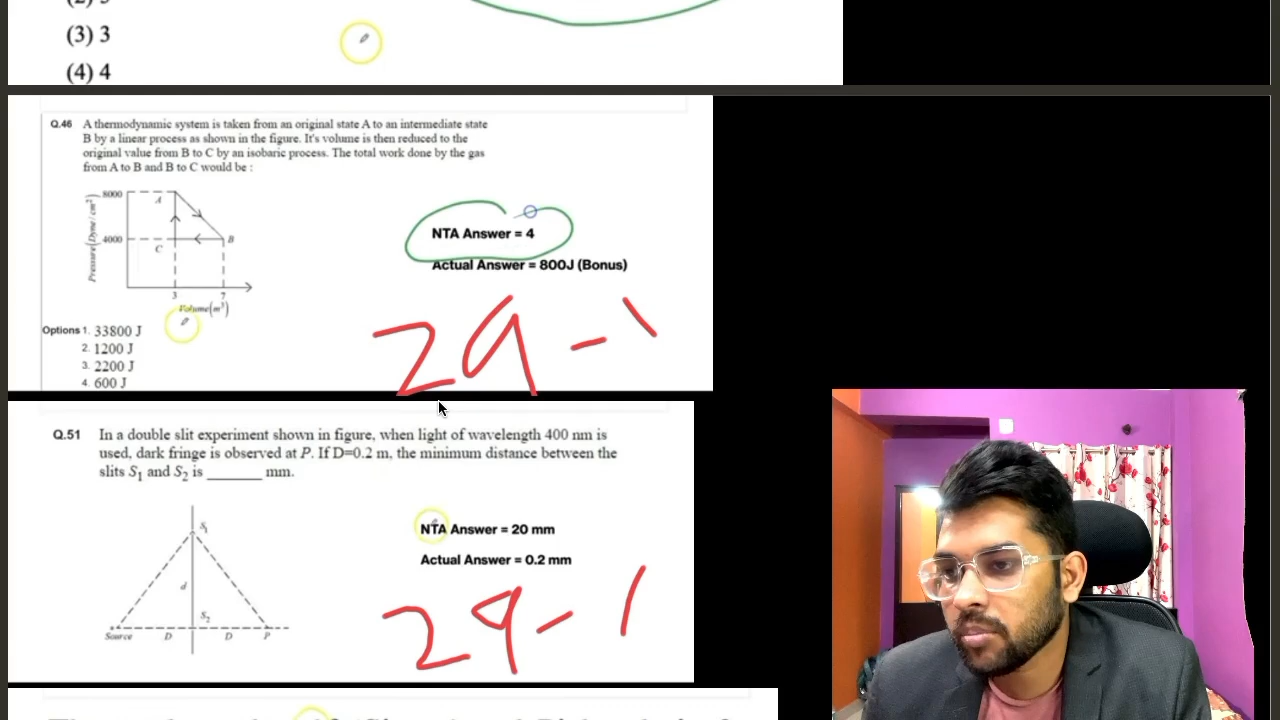 (3) 3
(4) 4
Q.46 A thermodynamic system is taken from an original state A to an intermediate state
B by a linear process as shown in the figure. It's volume is then reduced to the
original value from B to C by an isobaric process. The total work done by the gas
from A to B and B to C would be :
8000
A
Pressure(Dyne / cm²)
4000
B
C
3 7
Volume(m³)
NTA Answer = 4
Actual Answer = 800J (Bonus)
29 - 1
Options 1. 33800 J
2. 1200 J
3. 2200 J
4. 600 J
Q.51 In a double slit experiment shown in figure, when light of wavelength 400 nm is
used, dark fringe is observed at P. If D=0.2 m, the minimum distance between the
slits S₁ and S₂ is ______ mm.
S₁
d
S₂
Source D D P
NTA Answer = 20 mm
Actual Answer = 0.2 mm
29 - 1